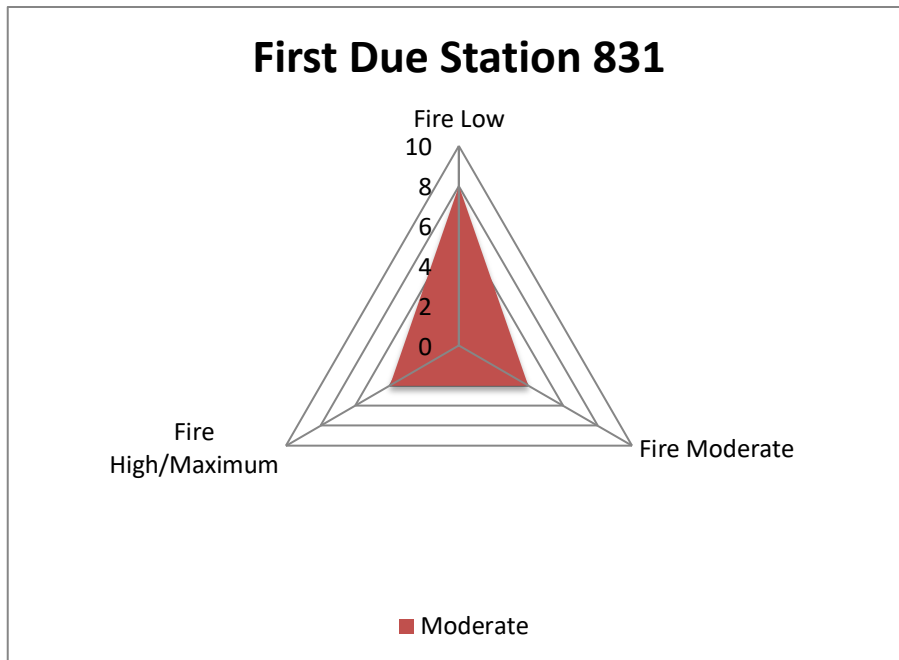 First Due Station 831
Fire Low
10
8
6
4
2
0
Fire
High/Maximum
Fire Moderate
Moderate